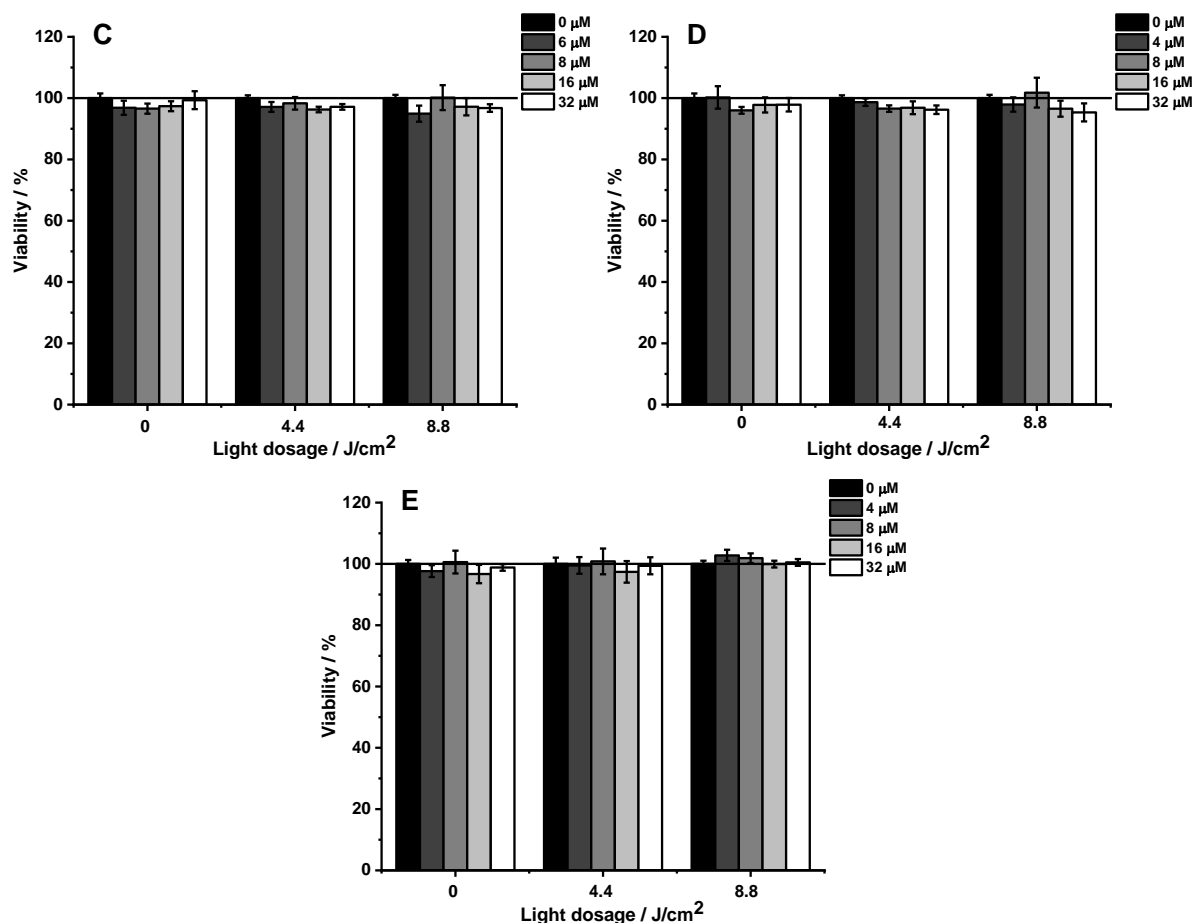 C
0 μM
6 μM
8 μM
16 μM
32 μM
120
100
80
60
40
20
0
Viability / %
0
4.4
8.8
Light dosage / J/cm²
D
0 μM
4 μM
8 μM
16 μM
32 μM
120
100
80
60
40
20
0
Viability / %
0
4.4
8.8
Light dosage / J/cm²
E
0 μM
4 μM
8 μM
16 μM
32 μM
120
100
80
60
40
20
0
Viability / %
0
4.4
8.8
Light dosage / J/cm²